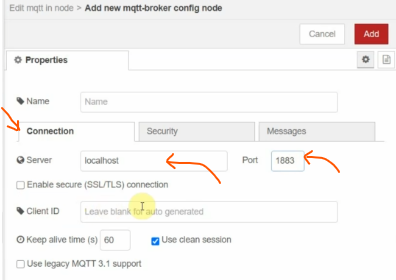 Edit mqtt in node > Add new mqtt-broker config node
Cancel Add
Properties
Name Name
Connection Security Messages
Server localhost Port 1883
Enable secure (SSL/TLS) connection
Client ID Leave blank for auto generated
Keep alive time (s) 60 Use clean session
Use legacy MQTT 3.1 support